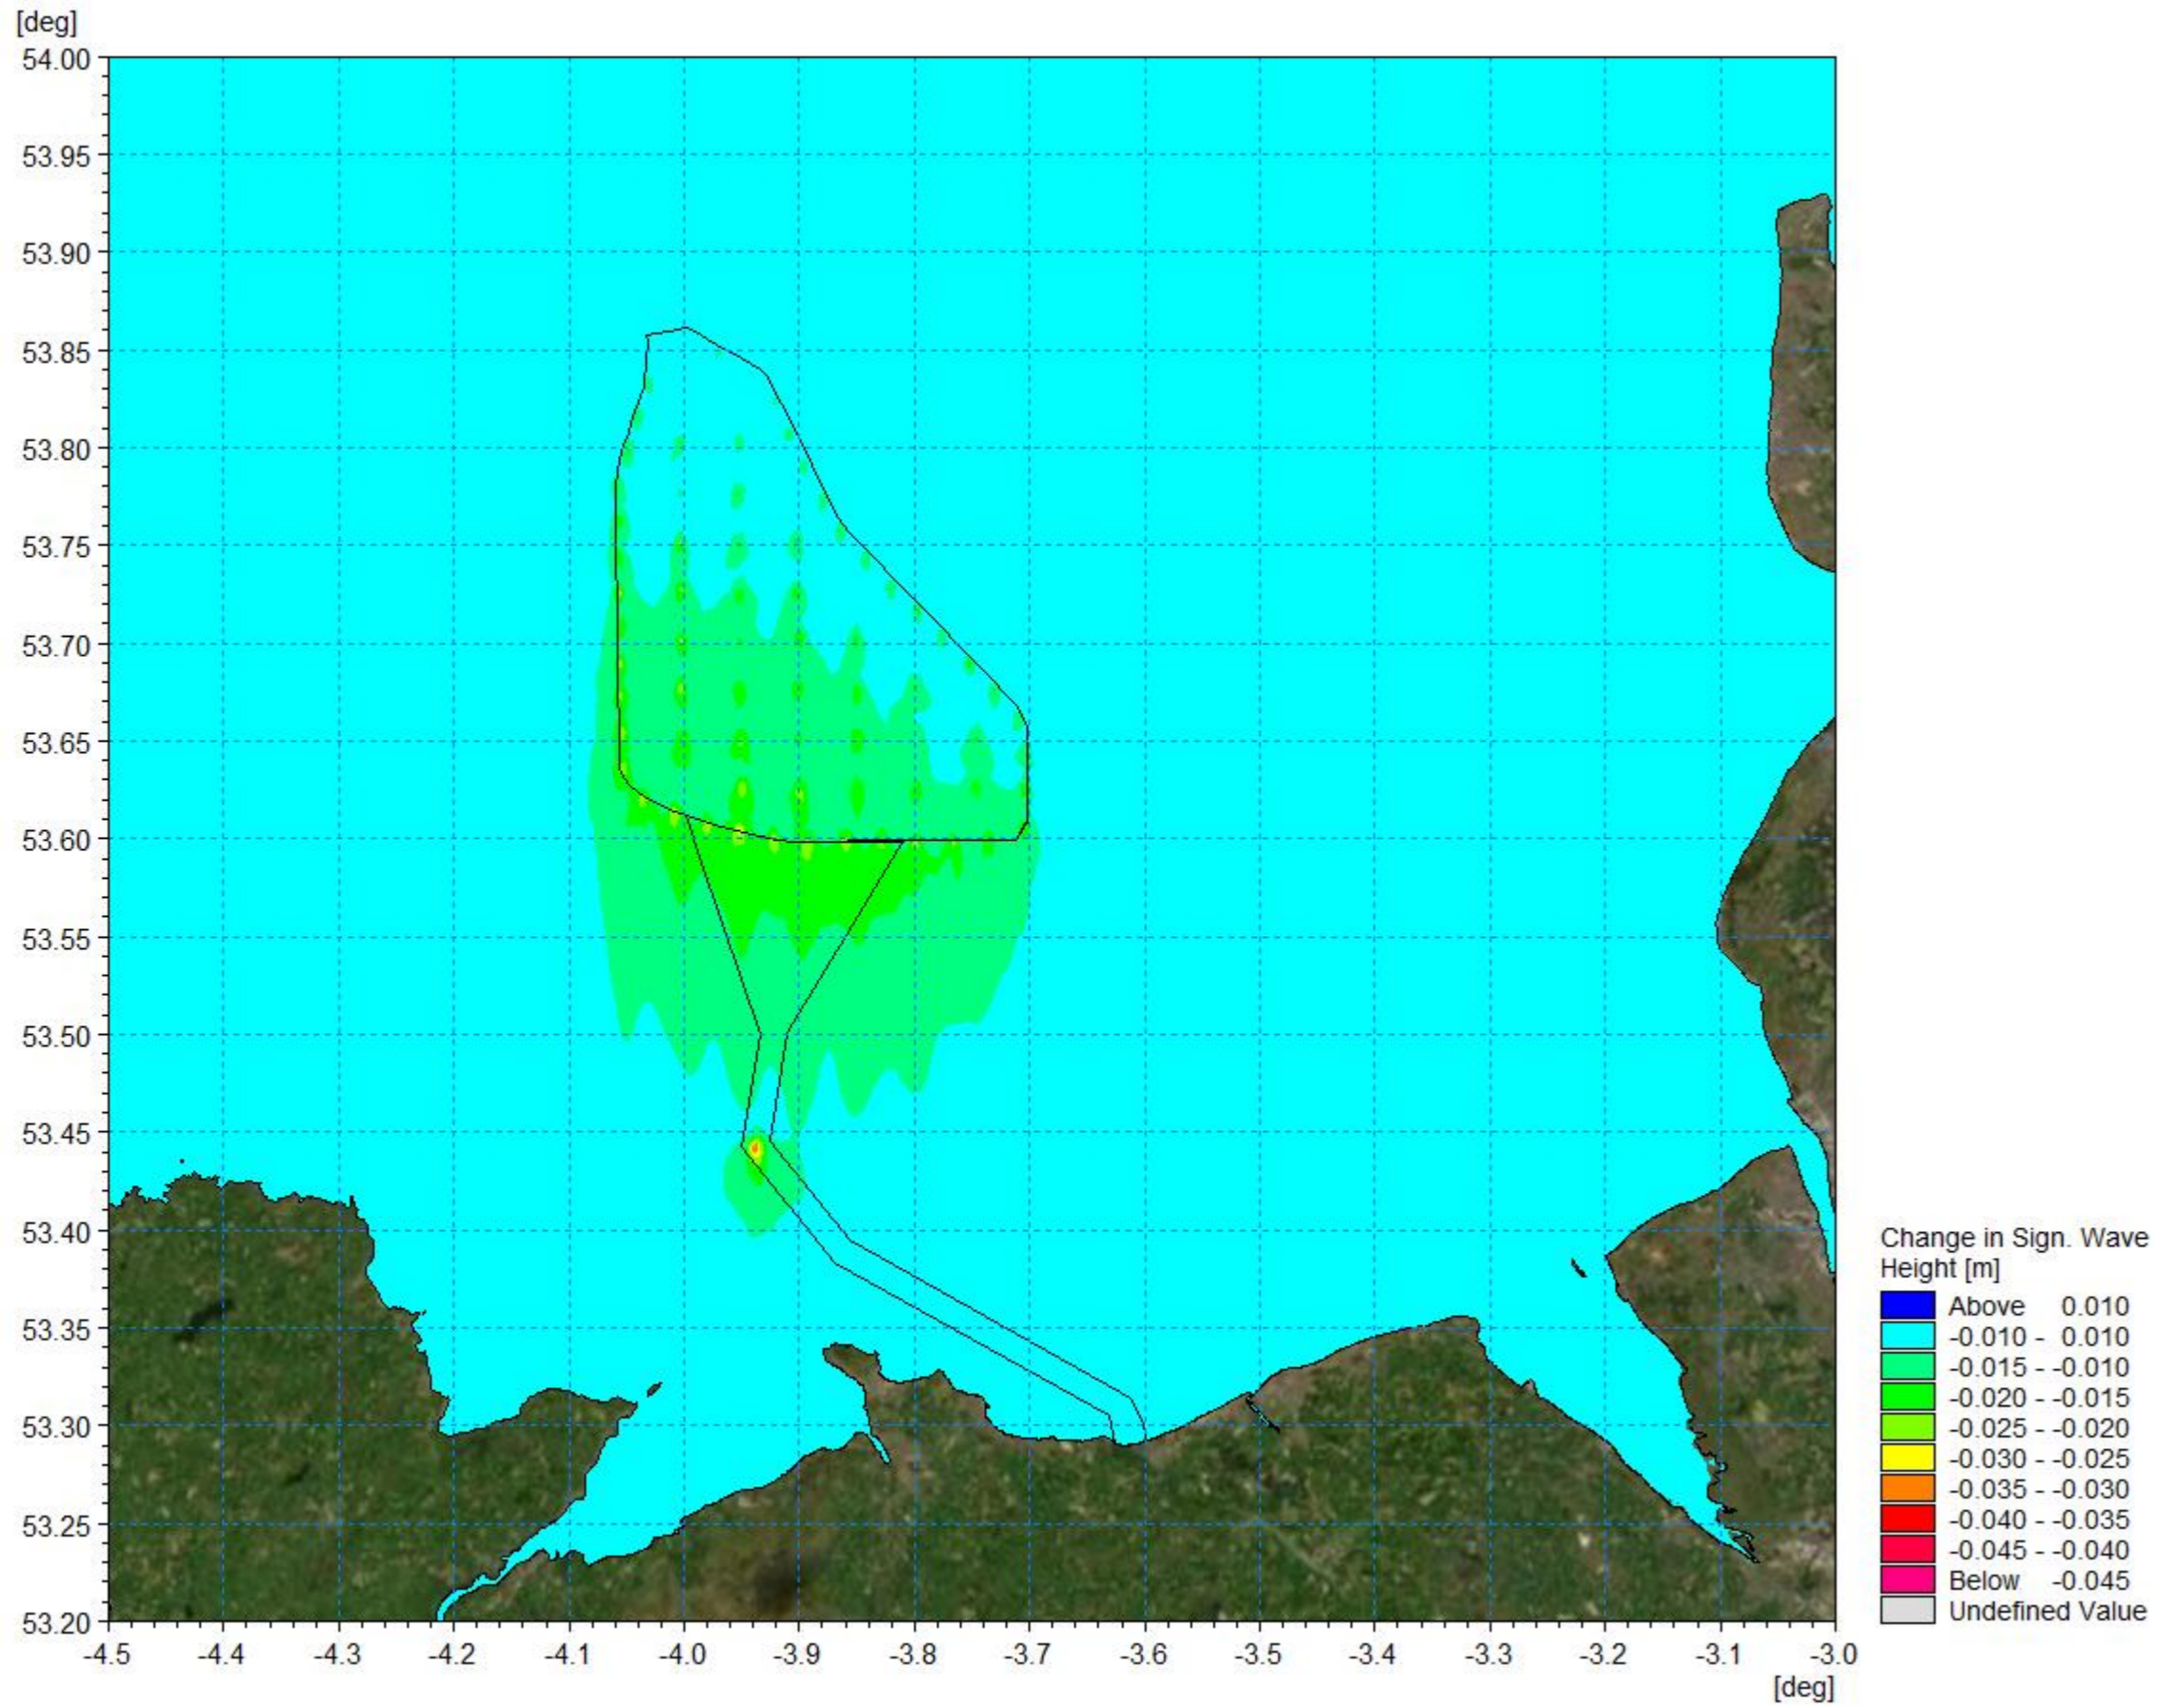 [deg]
54.00
53.95
53.90
53.85
53.80
53.75
53.70
53.65
53.60
53.55
53.50
53.45
53.40
53.35
53.30
53.25
53.20
-4.5 -4.4 -4.3 -4.2 -4.1 -4.0 -3.9 -3.8 -3.7 -3.6 -3.5 -3.4 -3.3 -3.2 -3.1 -3.0
[deg]
Change in Sign. Wave
Height [m]
Above 0.010
-0.010 - 0.010
-0.015 - -0.010
-0.020 - -0.015
-0.025 - -0.020
-0.030 - -0.025
-0.035 - -0.030
-0.040 - -0.035
-0.045 - -0.040
Below -0.045
Undefined Value